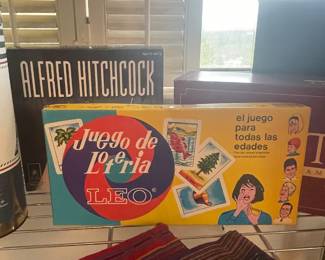 ALFRED HITCHCOCK
Juego de
Lotería
LEO®
el juego
para
todas las
edades
T